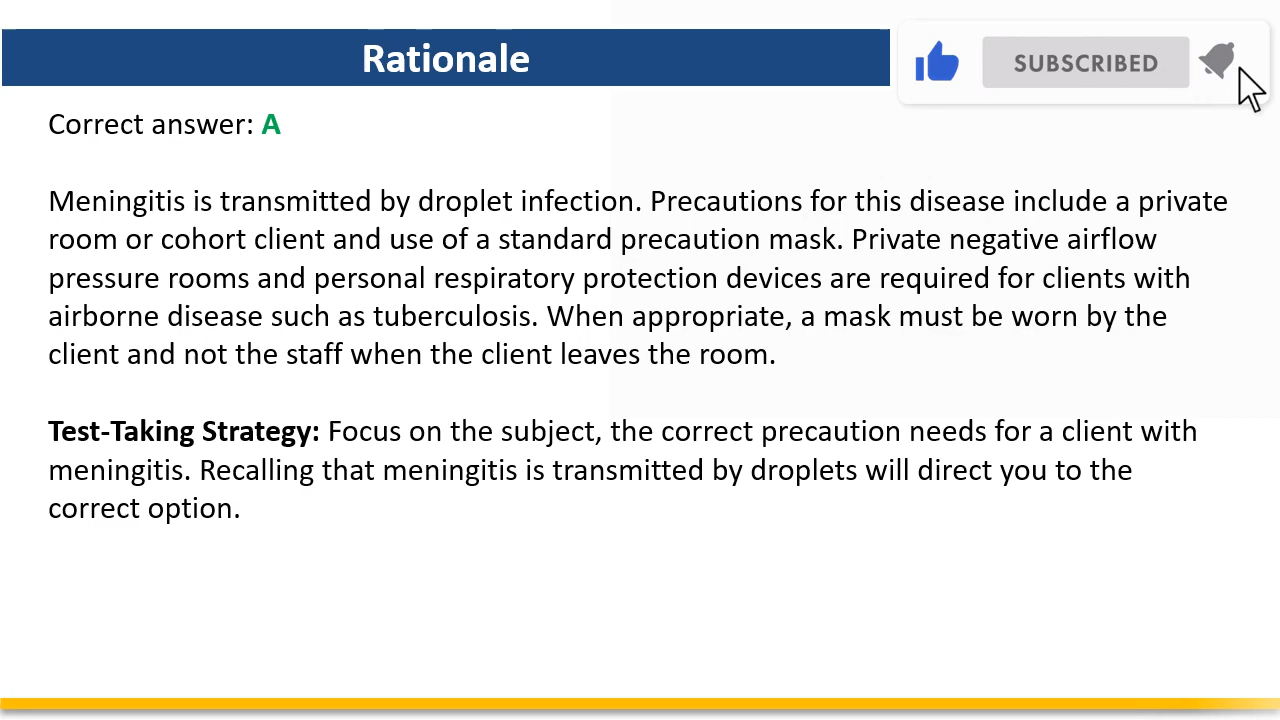 Rationale
SUBSCRIBED
Correct answer: A
Meningitis is transmitted by droplet infection. Precautions for this disease include a private
room or cohort client and use of a standard precaution mask. Private negative airflow
pressure rooms and personal respiratory protection devices are required for clients with
airborne disease such as tuberculosis. When appropriate, a mask must be worn by the
client and not the staff when the client leaves the room.
Test-Taking Strategy: Focus on the subject, the correct precaution needs for a client with
meningitis. Recalling that meningitis is transmitted by droplets will direct you to the
correct option.